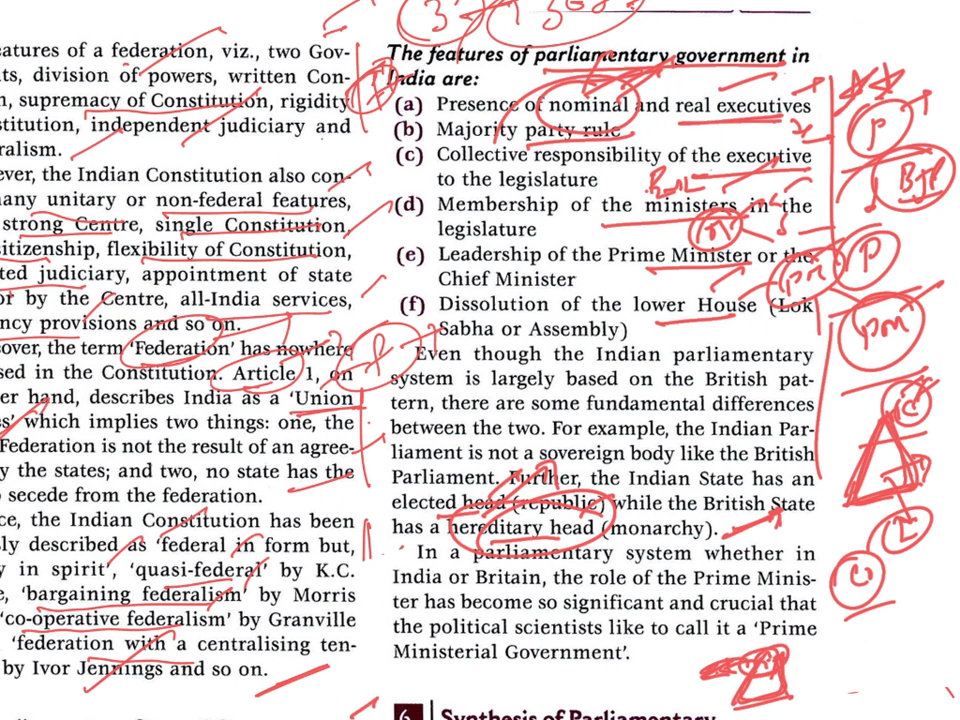 eatures of a federation, viz., two Gov-
ts, division of powers, written Con-
n, supremacy of Constitution, rigidity
stitution, independent judiciary and
ralism.
ever, the Indian Constitution also con-
many unitary or non-federal features,
strong Centre, single Constitution,
citizenship, flexibility of Constitution,
ted judiciary, appointment of state
or by the Centre, all-India services,
ncy provisions and so on.
over, the term 'Federation' has nowhere
sed in the Constitution. Article 1, on
er hand, describes India as a 'Union
s' which implies two things: one, the
Federation is not the result of an agree-
y the states; and two, no state has the
o secede from the federation.
ce, the Indian Constitution has been
sly described as 'federal in form but,
y in spirit', 'quasi-federal' by K.C.
e, 'bargaining federalism' by Morris
'co-operative federalism' by Granville
'federation with a centralising ten-
by Ivor Jennings and so on.
The features of parliamentary government in
India are:
(a) Presence of nominal and real executives
(b) Majority party rule
(c) Collective responsibility of the executive
to the legislature
(d) Membership of the ministers in the
legislature
(e) Leadership of the Prime Minister or the
Chief Minister
(f) Dissolution of the lower House (Lok
Sabha or Assembly)
Even though the Indian parliamentary
system is largely based on the British pat-
tern, there are some fundamental differences
between the two. For example, the Indian Par-
liament is not a sovereign body like the British
Parliament. Further, the Indian State has an
elected head (republic) while the British State
has a hereditary head (monarchy).
In a parliamentary system whether in
India or Britain, the role of the Prime Minis-
ter has become so significant and crucial that
the political scientists like to call it a 'Prime
Ministerial Government'.
6 Synthesis of Parliamentary
P
BJP
P
PM
PM